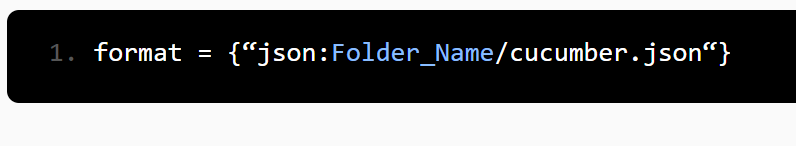 1. format = {“json:Folder_Name/cucumber.json“}